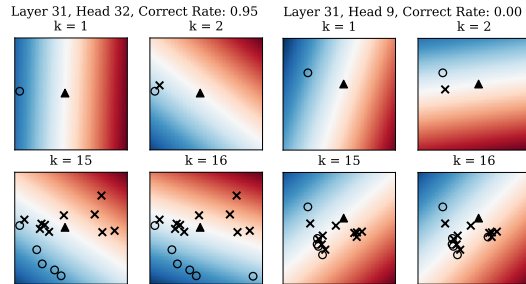 Layer 31, Head 32, Correct Rate: 0.95
k = 1
k = 2
k = 15
k = 16
Layer 31, Head 9, Correct Rate: 0.00
k = 1
k = 2
k = 15
k = 16